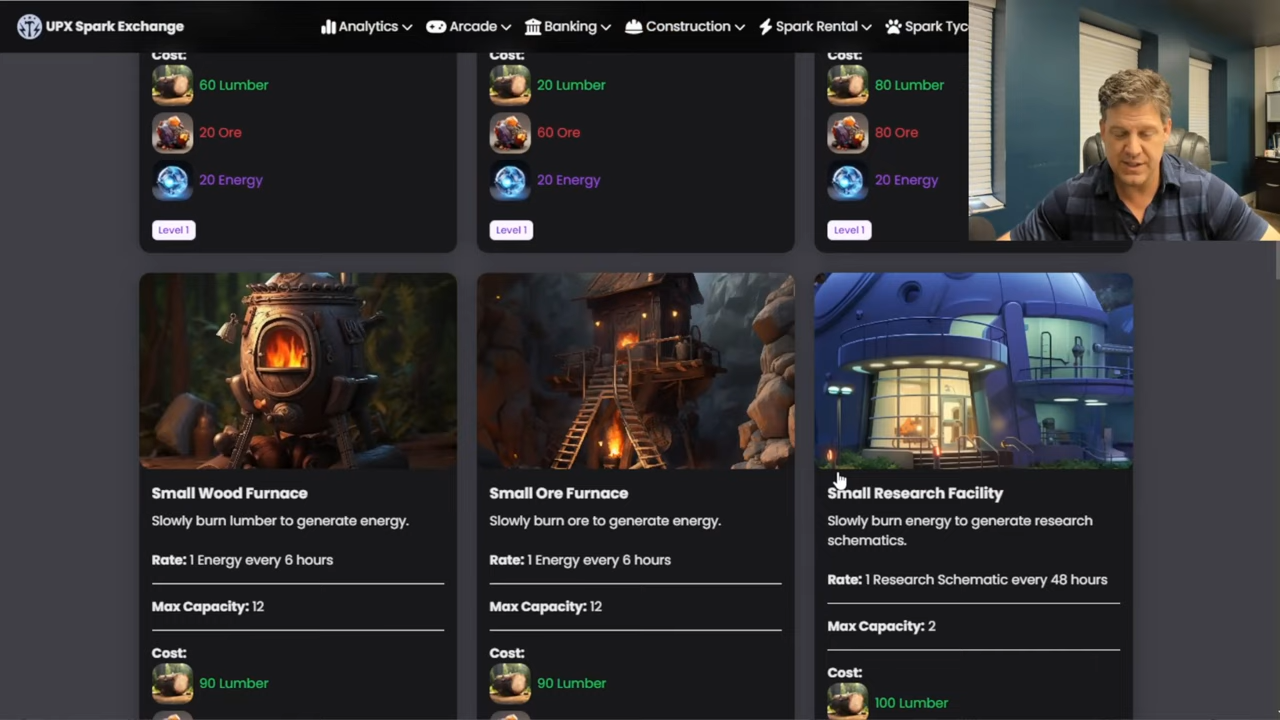 UPX Spark Exchange
Analytics
Arcade
Banking
Construction
Spark Rental
Spark Tyc
Cost:
60 Lumber
20 Ore
20 Energy
Level 1
Cost:
20 Lumber
60 Ore
20 Energy
Level 1
Cost:
80 Lumber
80 Ore
20 Energy
Level 1
Small Wood Furnace
Slowly burn lumber to generate energy.
Rate: 1 Energy every 6 hours
Max Capacity: 12
Cost:
90 Lumber
Small Ore Furnace
Slowly burn ore to generate energy.
Rate: 1 Energy every 6 hours
Max Capacity: 12
Cost:
90 Lumber
Small Research Facility
Slowly burn energy to generate research
schematics.
Rate: 1 Research Schematic every 48 hours
Max Capacity: 2
Cost:
100 Lumber